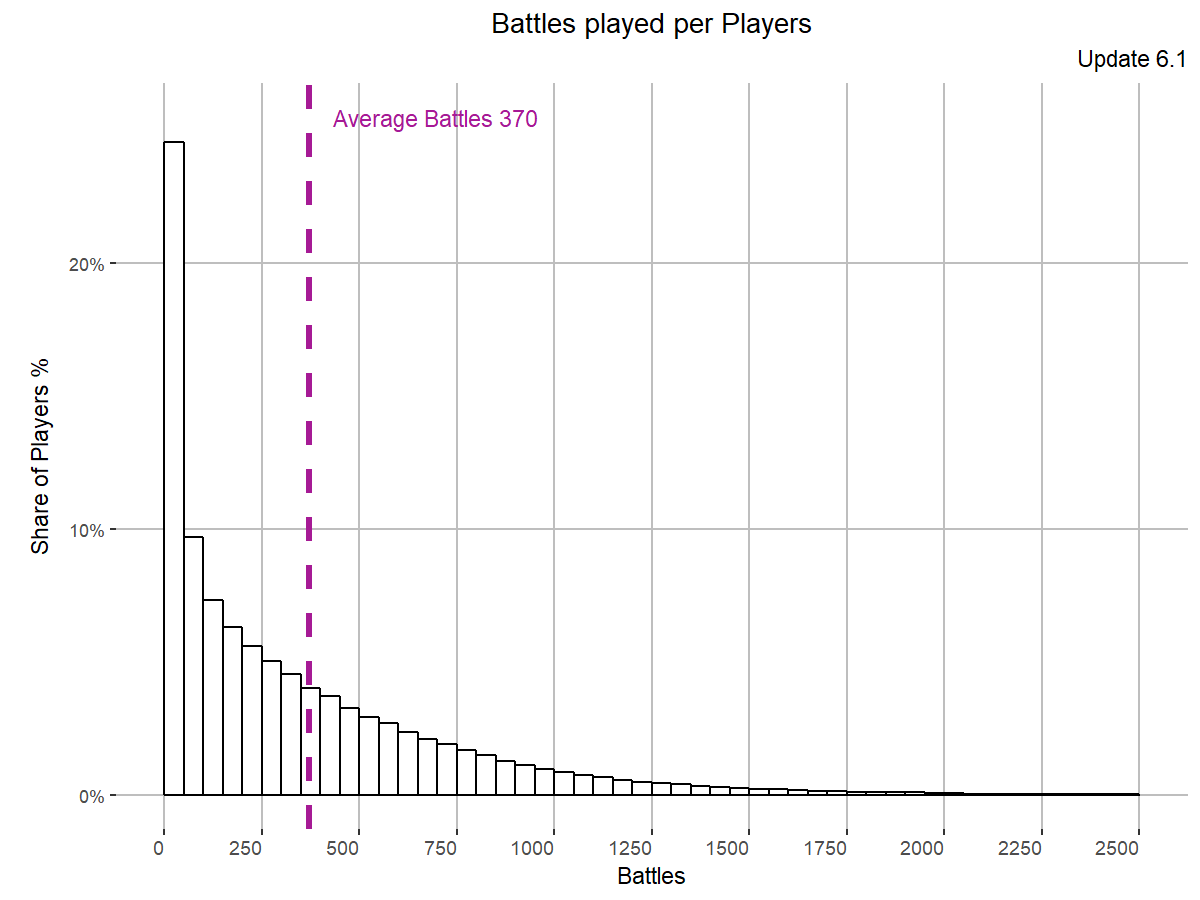 Battles played per Players
Update 6.1
Average Battles 370
Share of Players %
20%
10%
0%
0 250 500 750 1000 1250 1500 1750 2000 2250 2500
Battles